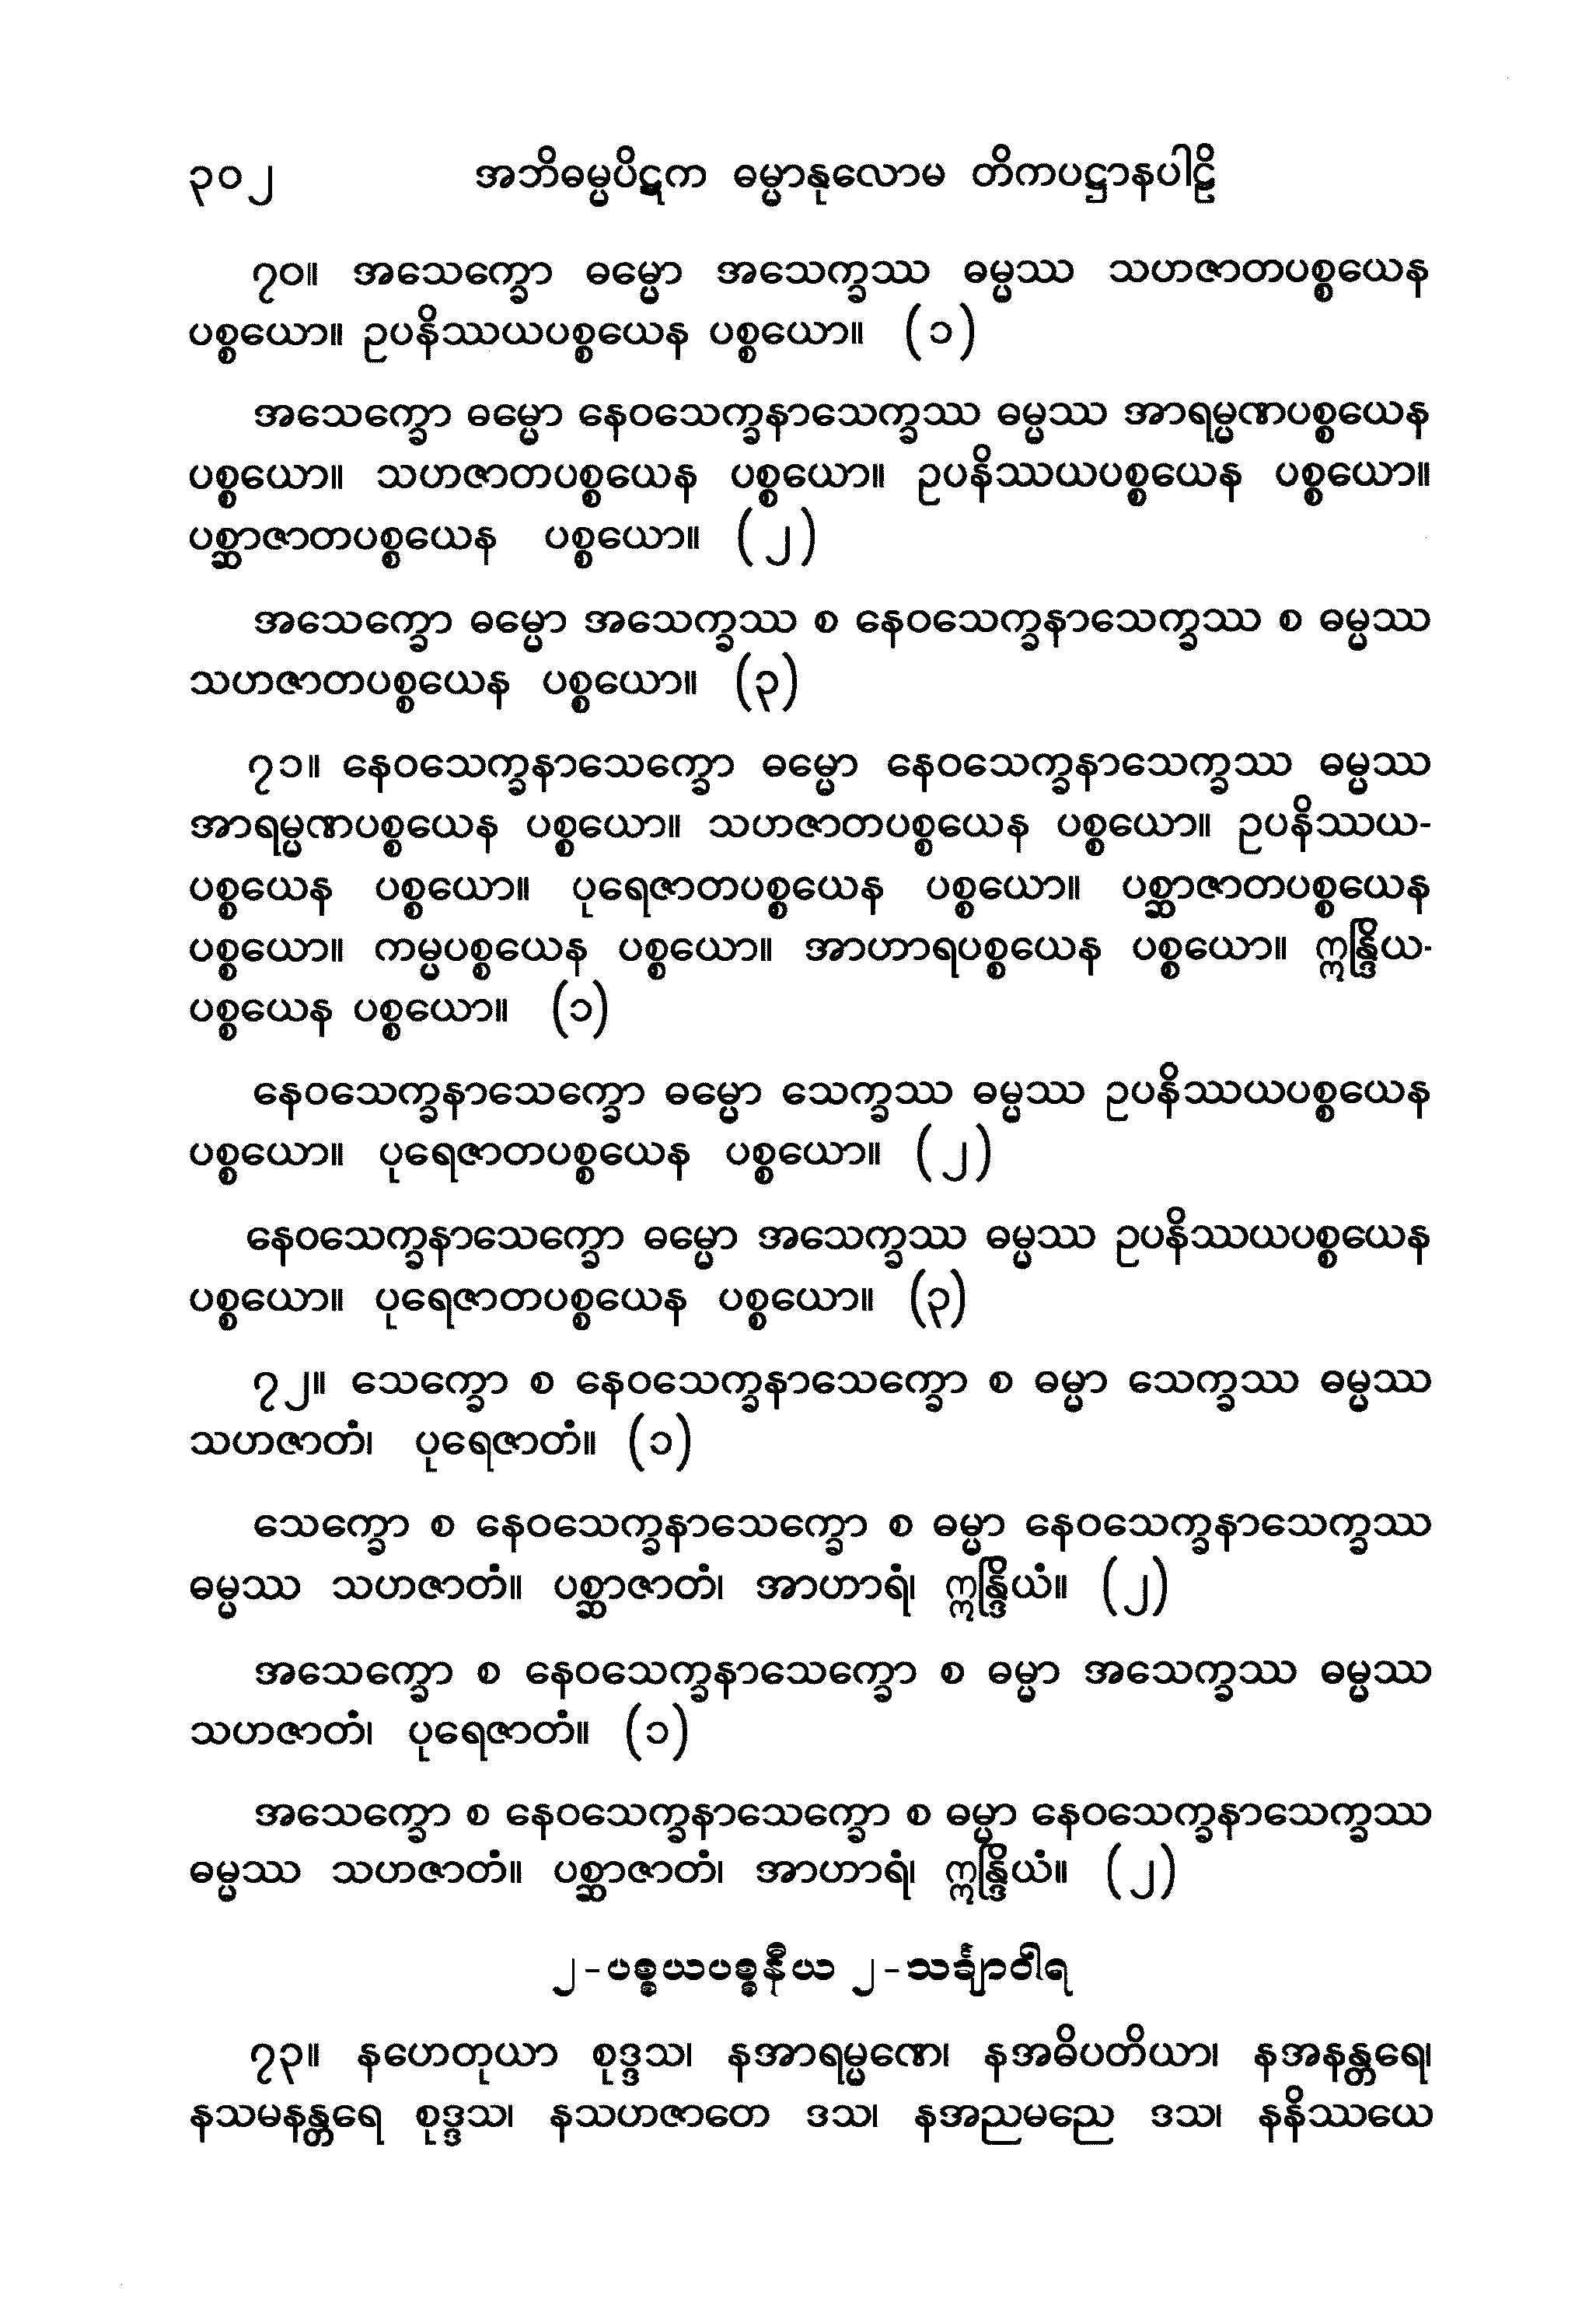 ၃၀၂ အဘိဓမ္မပိဋက ဓမ္မာနုလောမ တိကပဋ္ဌာနပါဠိ
၇၀။ အသေက္ခော ဓမ္မော အသေက္ခဿ ဓမ္မဿ သဟဇာတပစ္စယေန
ပစ္စယော။ ဥပနိဿယပစ္စယေန ပစ္စယော။ (၁)
အသေက္ခော ဓမ္မော နေဝသေက္ခနာသေက္ခဿ ဓမ္မဿ အာရမ္မဏပစ္စယေန
ပစ္စယော။ သဟဇာတပစ္စယေန ပစ္စယော။ ဥပနိဿယပစ္စယေန ပစ္စယော။
ပစ္ဆာဇာတပစ္စယေန ပစ္စယော။ (၂)
အသေက္ခော ဓမ္မော အသေက္ခဿ စ နေဝသေက္ခနာသေက္ခဿ စ ဓမ္မဿ
သဟဇာတပစ္စယေန ပစ္စယော။ (၃)
၇၁။ နေဝသေက္ခနာသေက္ခော ဓမ္မော နေဝသေက္ခနာသေက္ခဿ ဓမ္မဿ
အာရမ္မဏပစ္စယေန ပစ္စယော။ သဟဇာတပစ္စယေန ပစ္စယော။ ဥပနိဿယ-
ပစ္စယေန ပစ္စယော။ ပုရေဇာတပစ္စယေန ပစ္စယော။ ပစ္ဆာဇာတပစ္စယေန
ပစ္စယော။ ကမ္မပစ္စယေန ပစ္စယော။ အာဟာရပစ္စယေန ပစ္စယော။ ဣန္ဒြိယ-
ပစ္စယေန ပစ္စယော။ (၁)
နေဝသေက္ခနာသေက္ခော ဓမ္မော သေက္ခဿ ဓမ္မဿ ဥပနိဿယပစ္စယေန
ပစ္စယော။ ပုရေဇာတပစ္စယေန ပစ္စယော။ (၂)
နေဝသေက္ခနာသေက္ခော ဓမ္မော အသေက္ခဿ ဓမ္မဿ ဥပနိဿယပစ္စယေန
ပစ္စယော။ ပုရေဇာတပစ္စယေန ပစ္စယော။ (၃)
၇၂။ သေက္ခော စ နေဝသေက္ခနာသေက္ခော စ ဓမ္မာ သေက္ခဿ ဓမ္မဿ
သဟဇာတံ၊ ပုရေဇာတံ။ (၁)
သေက္ခော စ နေဝသေက္ခနာသေက္ခော စ ဓမ္မာ နေဝသေက္ခနာသေက္ခဿ
ဓမ္မဿ သဟဇာတံ။ ပစ္ဆာဇာတံ၊ အာဟာရံ၊ ဣန္ဒြိယံ။ (၂)
အသေက္ခော စ နေဝသေက္ခနာသေက္ခော စ ဓမ္မာ အသေက္ခဿ ဓမ္မဿ
သဟဇာတံ၊ ပုရေဇာတံ။ (၁)
အသေက္ခော စ နေဝသေက္ခနာသေက္ခော စ ဓမ္မာ နေဝသေက္ခနာသေက္ခဿ
ဓမ္မဿ သဟဇာတံ။ ပစ္ဆာဇာတံ၊ အာဟာရံ၊ ဣန္ဒြိယံ။ (၂)
၂-ပစ္စယပစ္စနီယ ၂-သင်္ချာဝါရ
၇၃။ နဟေတုယာ စုဒ္ဒသ၊ နအာရမ္မဏေ၊ နအဓိပတိယာ၊ နအနန္တရေ၊
နသမနန္တရေ စုဒ္ဒသ၊ နသဟဇာတေ ဒသ၊ နအညမညေ ဒသ၊ နနိဿယေ